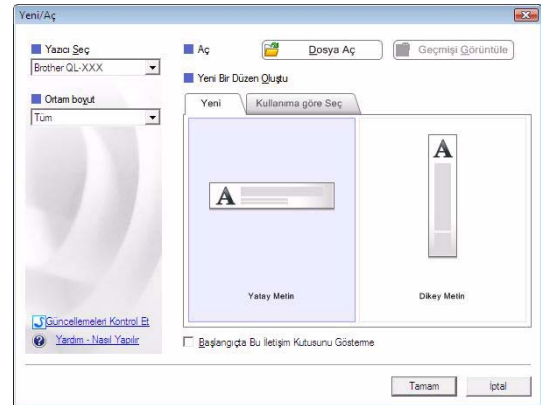 Yeni/Aç
Yazıcı Seç
Brother QL-XXX
Ortam boyut
Tüm
Güncellemeleri Kontrol Et
Yardım - Nasıl Yapılır
Aç
Dosya Aç
Geçmişi Görüntüle
Yeni Bir Düzen Oluştu
Yeni
Kullanıma göre Seç
A
Yatay Metin
A
Dikey Metin
Başlangıçta Bu İletişim Kutusunu Gösterme
Tamam
İptal